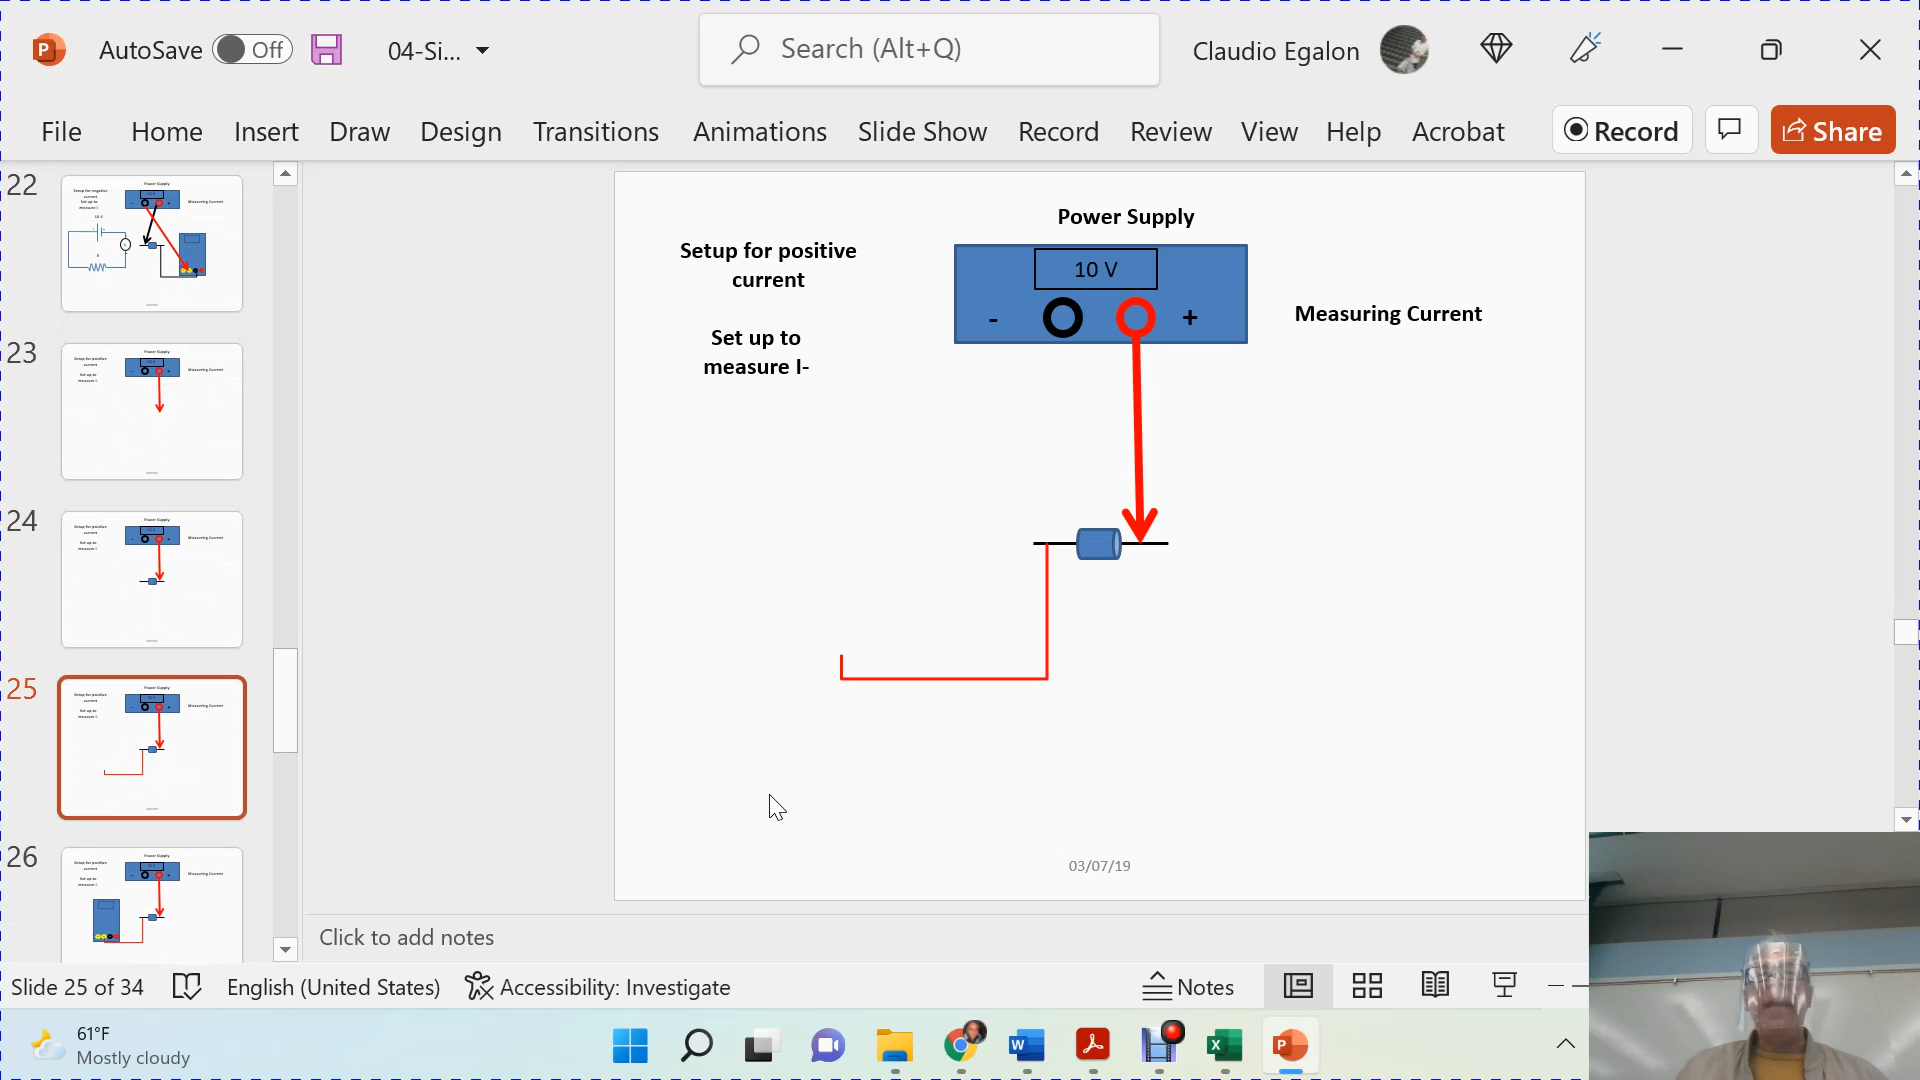 AutoSave
Off
04-Si...
Search (Alt+Q)
Claudio Egalon
File
Home
Insert
Draw
Design
Transitions
Animations
Slide Show
Record
Review
View
Help
Acrobat
Record
Share
22
23
24
25
26
Power Supply
Setup for positive
current
10 V
- +
Measuring Current
Set up to
measure I-
03/07/19
Click to add notes
Slide 25 of 34
English (United States)
Accessibility: Investigate
Notes
61°F
Mostly cloudy